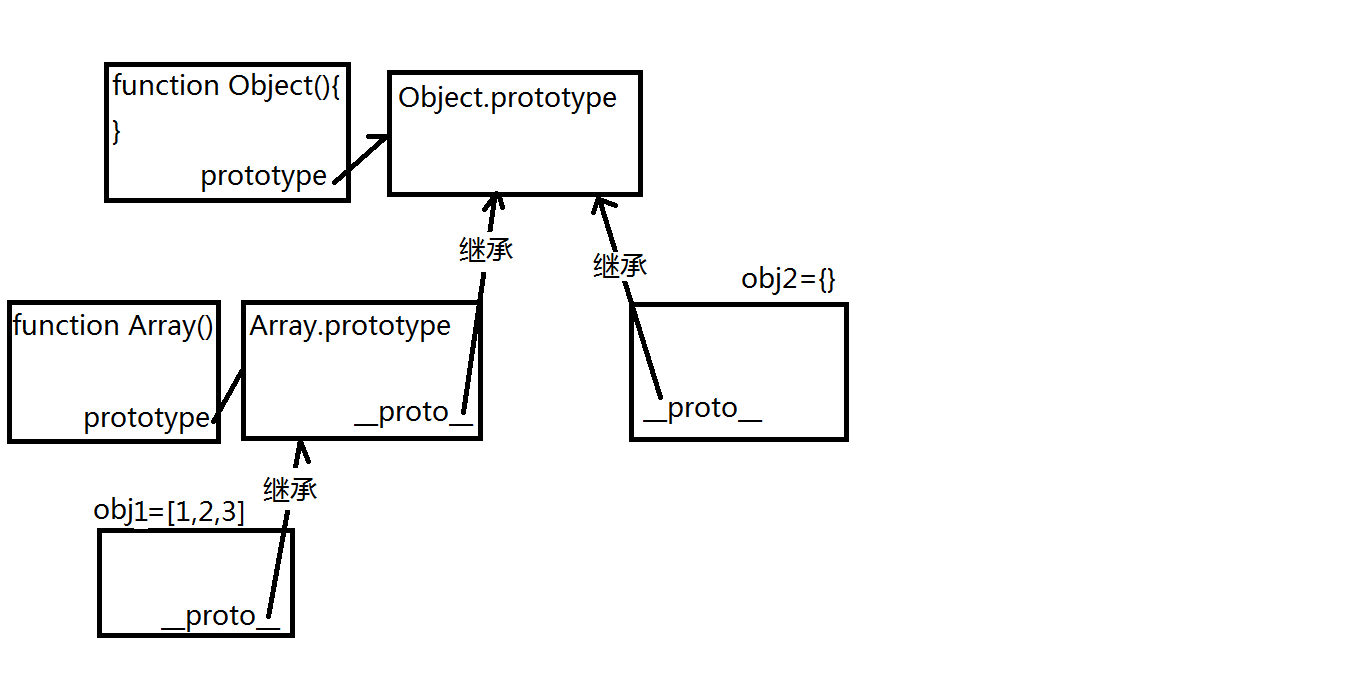 function Object(){
}
prototype
Object.prototype
继承
继承
obj2={}
function Array()
prototype
Array.prototype
__proto__
__proto__
继承
obj1=[1,2,3]
__proto__